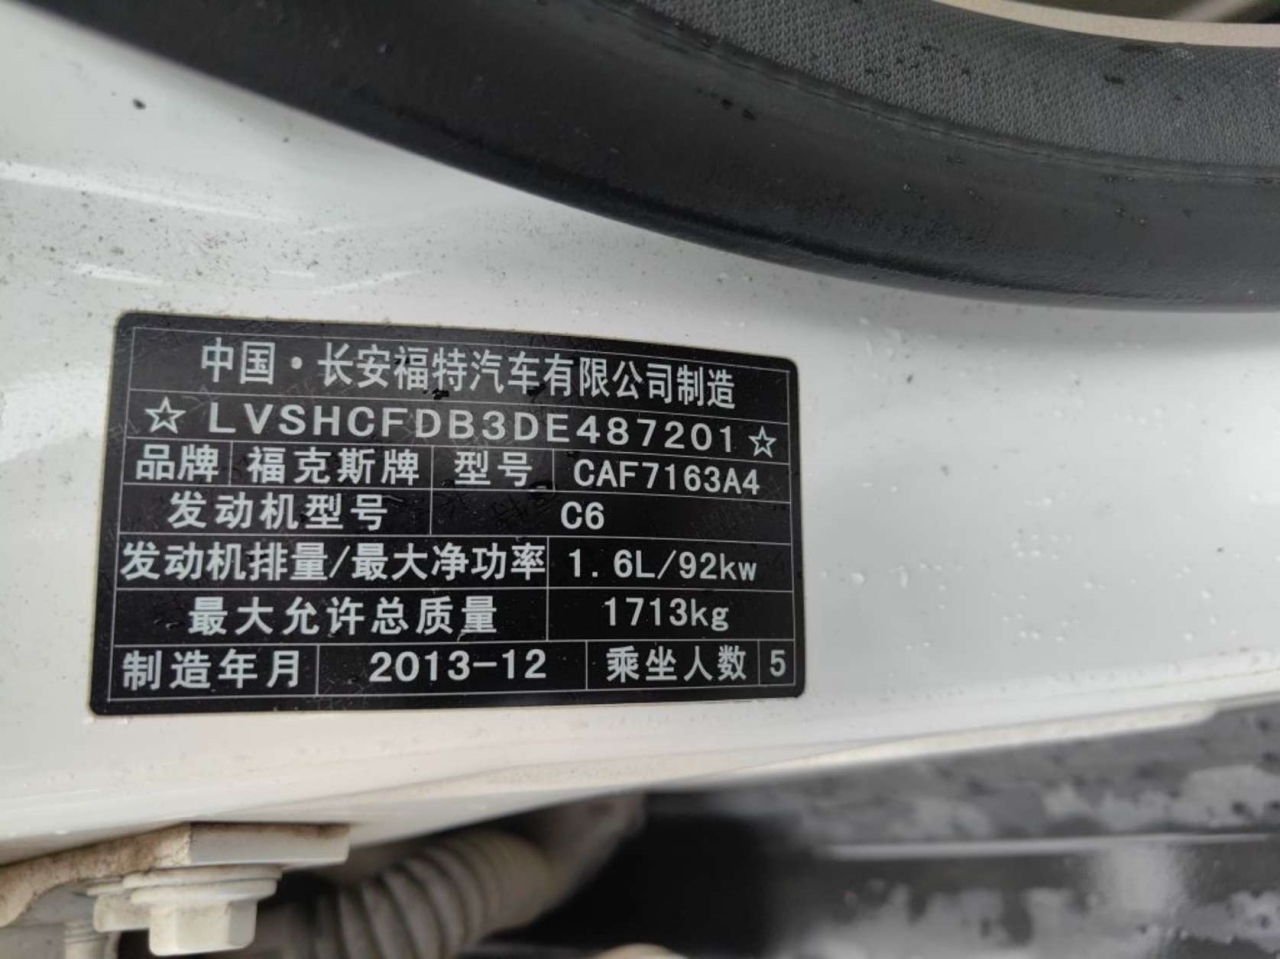 中国·长安福特汽车有限公司制造
☆LVSHCFDB3DE487201☆
品牌 福克斯牌 型号 CAF7163A4
发动机型号 C6
发动机排量/最大净功率 1.6L/92kw
最大允许总质量 1713kg
制造年月 2013-12 乘坐人数 5